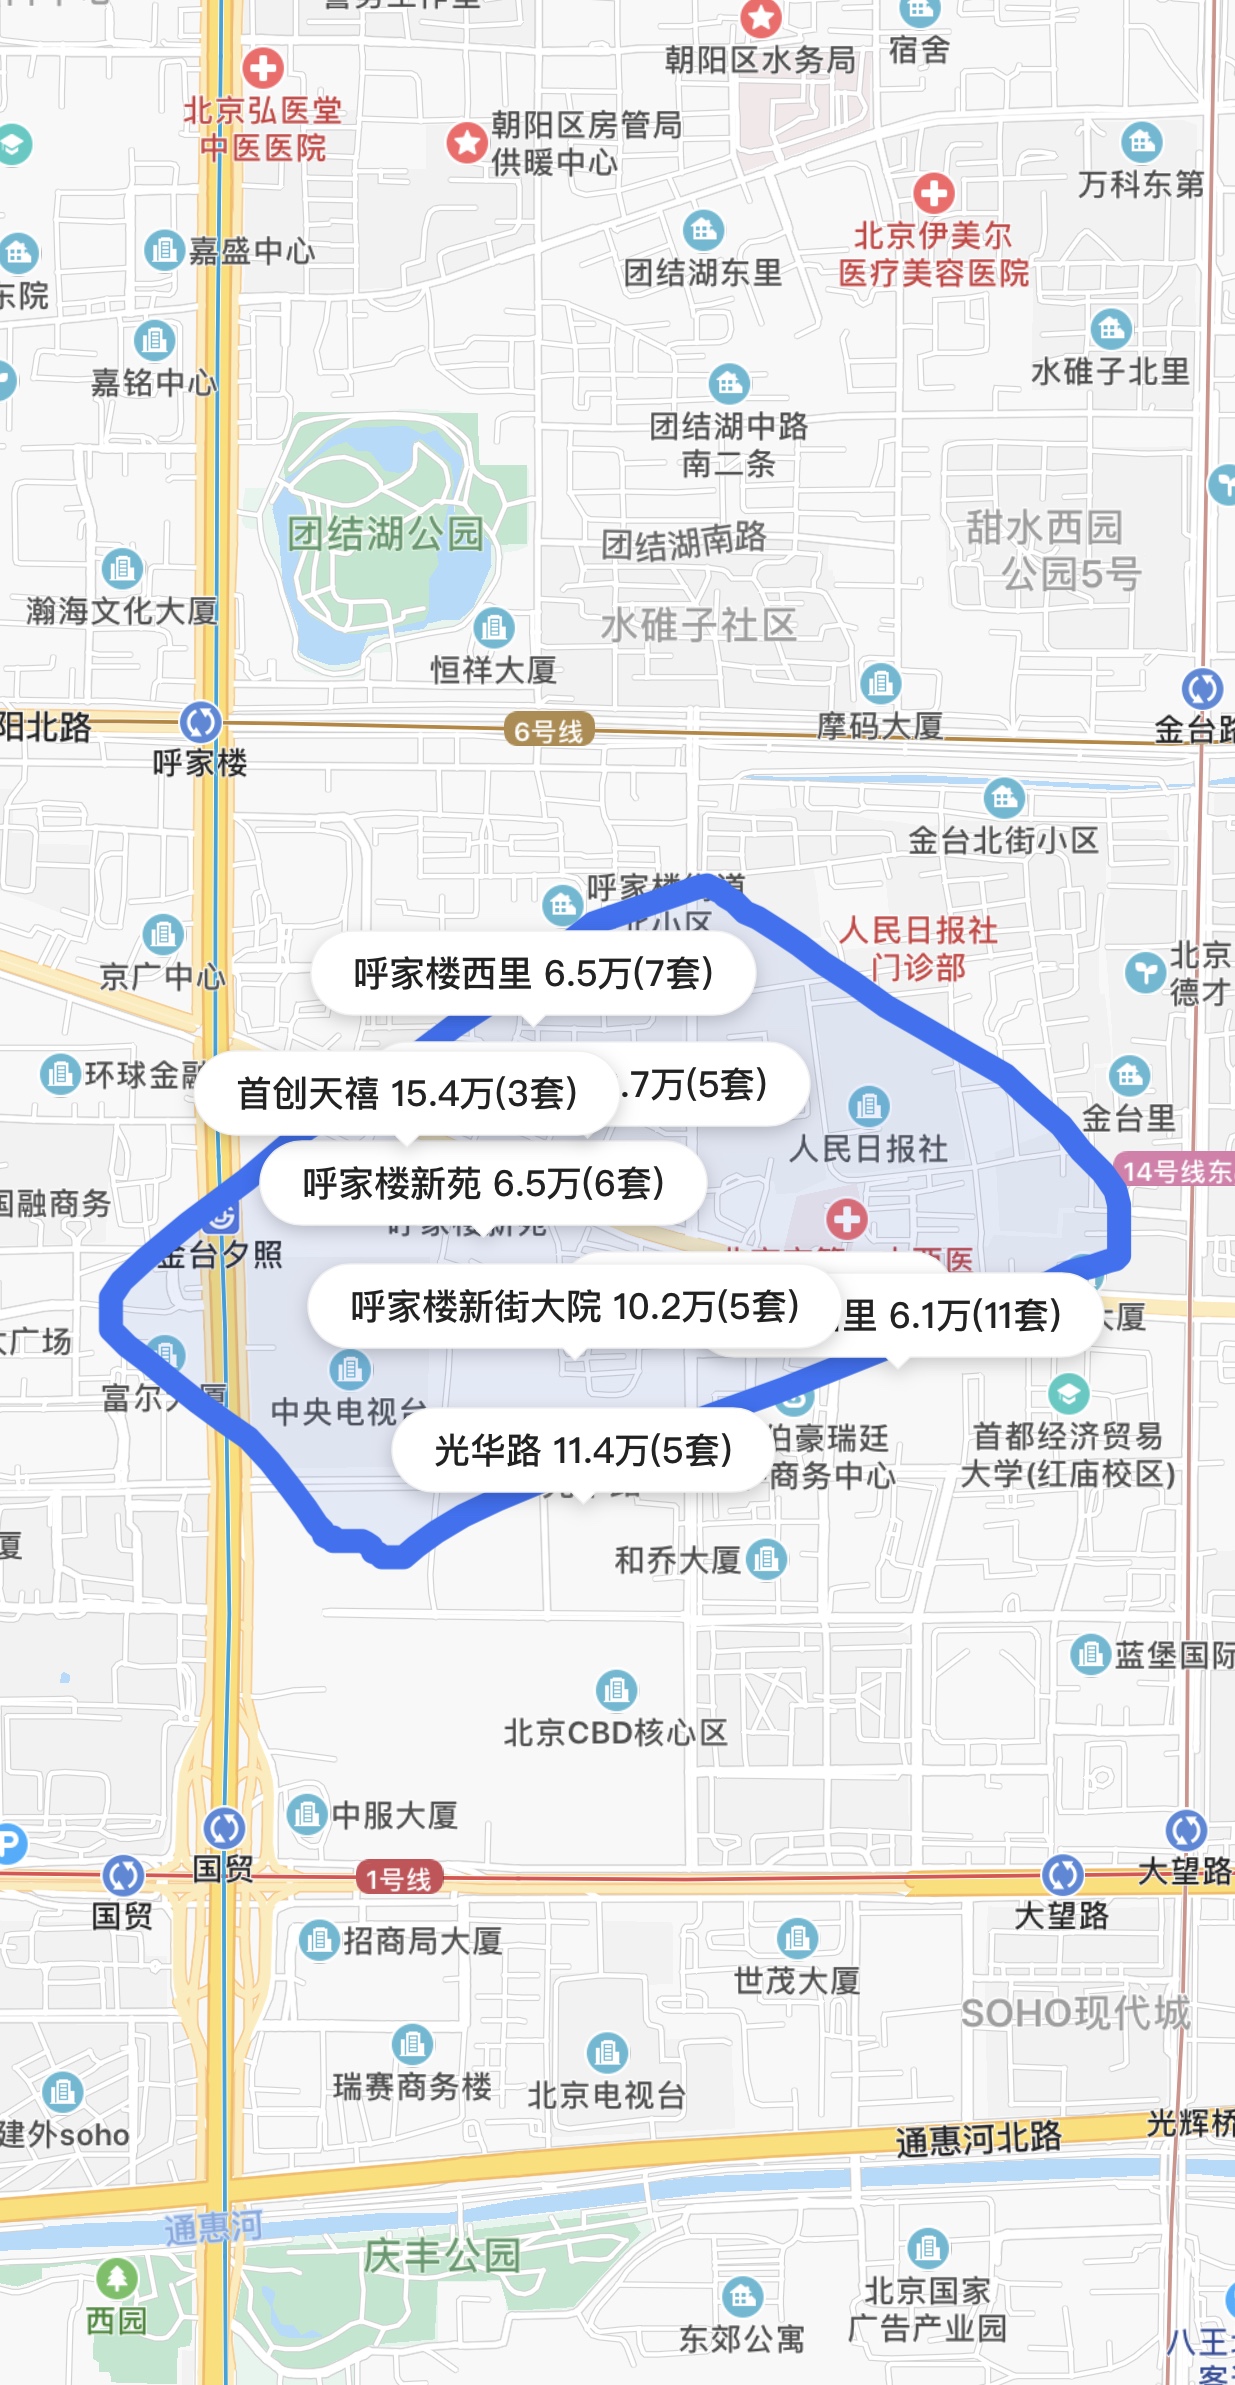 朝阳区水务局
宿舍
北京弘医堂
中医医院
朝阳区房管局
供暖中心
万科东第
嘉盛中心
团结湖东里
北京伊美尔
医疗美容医院
东院
嘉铭中心
水碓子北里
团结湖中路
南二条
团结湖公园
团结湖南路
甜水西园
公园5号
瀚海文化大厦
水碓子社区
恒祥大厦
摩码大厦
阳北路
6号线
金台路
呼家楼
金台北街小区
呼家楼街道
北小区
人民日报社
门诊部
京广中心
呼家楼西里 6.5万(7套)
北京
德才
环球金融
首创天禧 15.4万(3套)
.7万(5套)
金台里
人民日报社
14号线东
呼家楼新苑 6.5万(6套)
国融商务
呼家楼新苑
金台夕照
呼家楼新街大院 10.2万(5套)
里 6.1万(11套)
大厦
广场
富尔大厦
中央电视台
光华路 11.4万(5套)
伯豪瑞廷
商务中心
首都经济贸易
大学(红庙校区)
厦
和乔大厦
蓝堡国际
北京CBD核心区
中服大厦
国贸
1号线
大望路
国贸
大望路
招商局大厦
世茂大厦
SOHO现代城
瑞赛商务楼
北京电视台
建外soho
通惠河北路
光辉桥
通惠河
庆丰公园
西园
北京国家
广告产业园
东郊公寓
八王